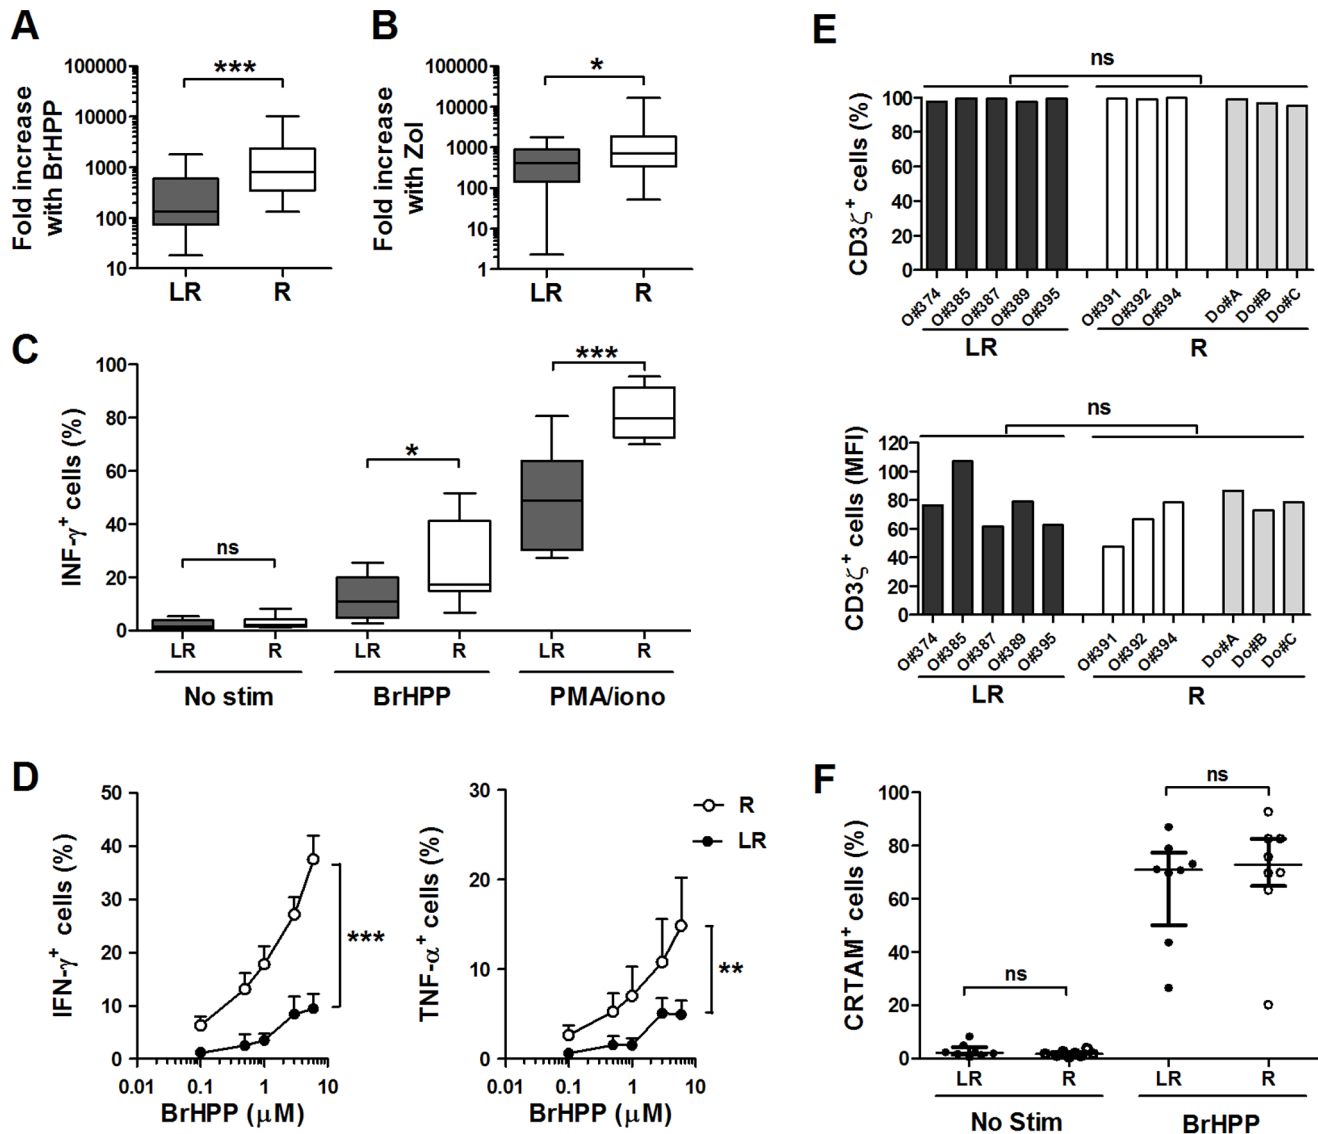 A
Fold increase
with BrHPP
100000
10000
1000
100
10
***
LR
R
B
Fold increase
with Zol
100000
10000
1000
100
10
1
*
LR
R
C
INF-γ+ cells (%)
100
80
60
40
20
0
ns
*
***
LR
R
LR
R
LR
R
No stim
BrHPP
PMA/iono
D
IFN-γ+ cells (%)
50
40
30
20
10
0
***
0.01
0.1
1
10
BrHPP (μM)
TNF-α+ cells (%)
30
20
10
0
R
LR
**
0.01
0.1
1
10
BrHPP (μM)
E
CD3ζ+ cells (%)
100
80
60
40
20
0
ns
O#374
O#385
O#387
O#389
O#395
O#391
O#392
O#394
Do#A
Do#B
Do#C
LR
R
CD3ζ+ cells (MFI)
120
100
80
60
40
20
0
ns
O#374
O#385
O#387
O#389
O#395
O#391
O#392
O#394
Do#A
Do#B
Do#C
LR
R
F
CRTAM+ cells (%)
100
80
60
40
20
0
ns
ns
LR
R
LR
R
No Stim
BrHPP